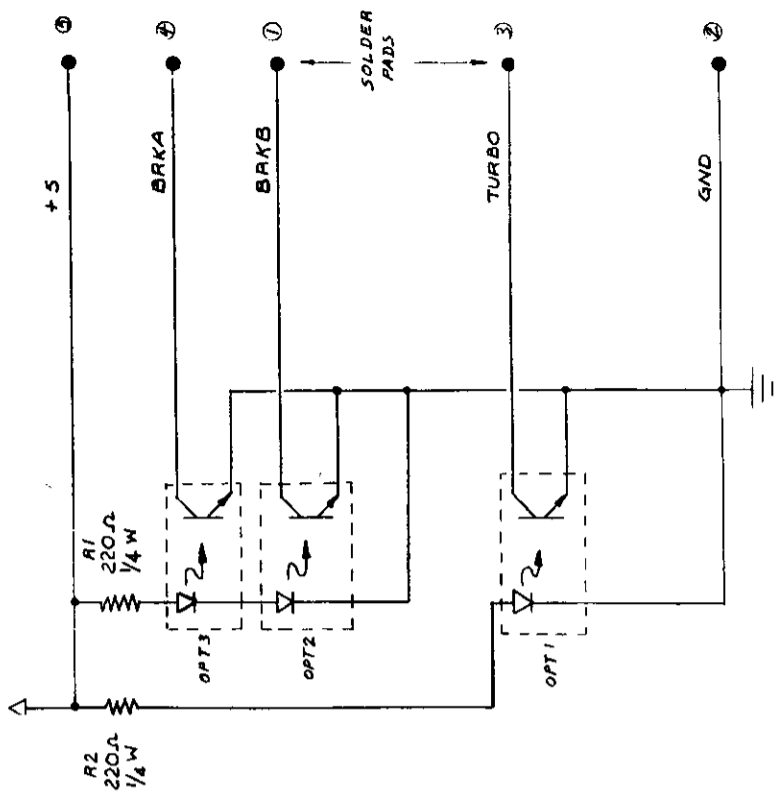 +5
⑤
R1
220Ω
1/4 W
R2
220Ω
1/4 W
BRKA
④
OPT3
BRKB
①
OPT2
SOLDER
PADS
TURBO
③
OPT1
GND
②